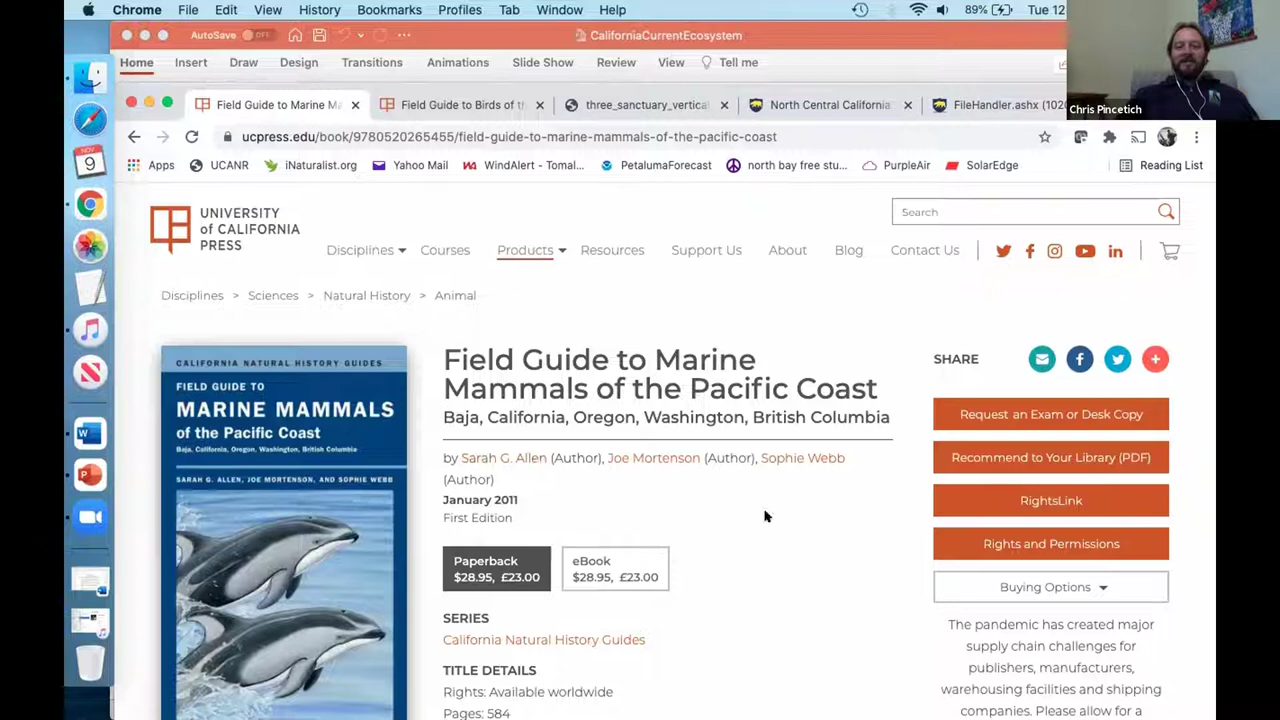 Chrome File Edit View History Bookmarks Profiles Tab Window Help 89% Tue 12
AutoSave OFF CaliforniaCurrentEcosystem
Home Insert Draw Design Transitions Animations Slide Show Review View Tell me
Field Guide to Marine Ma Field Guide to Birds of t three_sanctuary_vertical North Central California FileHandler.ashx (102
ucpress.edu/book/9780520265455/field-guide-to-marine-mammals-of-the-pacific-coast
Apps UCANR iNaturalist.org Yahoo Mail WindAlert - Tomal... PetalumaForecast north bay free stu... PurpleAir SolarEdge Reading List
Chris Pincetich
NOV
9
UNIVERSITY
of CALIFORNIA
PRESS
Search
Disciplines Courses Products Resources Support Us About Blog Contact Us
Disciplines > Sciences > Natural History > Animal
CALIFORNIA NATURAL HISTORY GUIDES
FIELD GUIDE TO
MARINE MAMMALS
of the Pacific Coast
Baja, California, Oregon, Washington, British Columbia
SARAH G. ALLEN, JOE MORTENSON, AND SOPHIE WEBB
Field Guide to Marine
Mammals of the Pacific Coast
Baja, California, Oregon, Washington, British Columbia
by Sarah G. Allen (Author), Joe Mortenson (Author), Sophie Webb
(Author)
January 2011
First Edition
Paperback
$28.95, £23.00
eBook
$28.95, £23.00
SERIES
California Natural History Guides
TITLE DETAILS
Rights: Available worldwide
Pages: 584
SHARE
Request an Exam or Desk Copy
Recommend to Your Library (PDF)
RightsLink
Rights and Permissions
Buying Options
The pandemic has created major
supply chain challenges for
publishers, manufacturers,
warehousing facilities and shipping
companies. Please allow for a